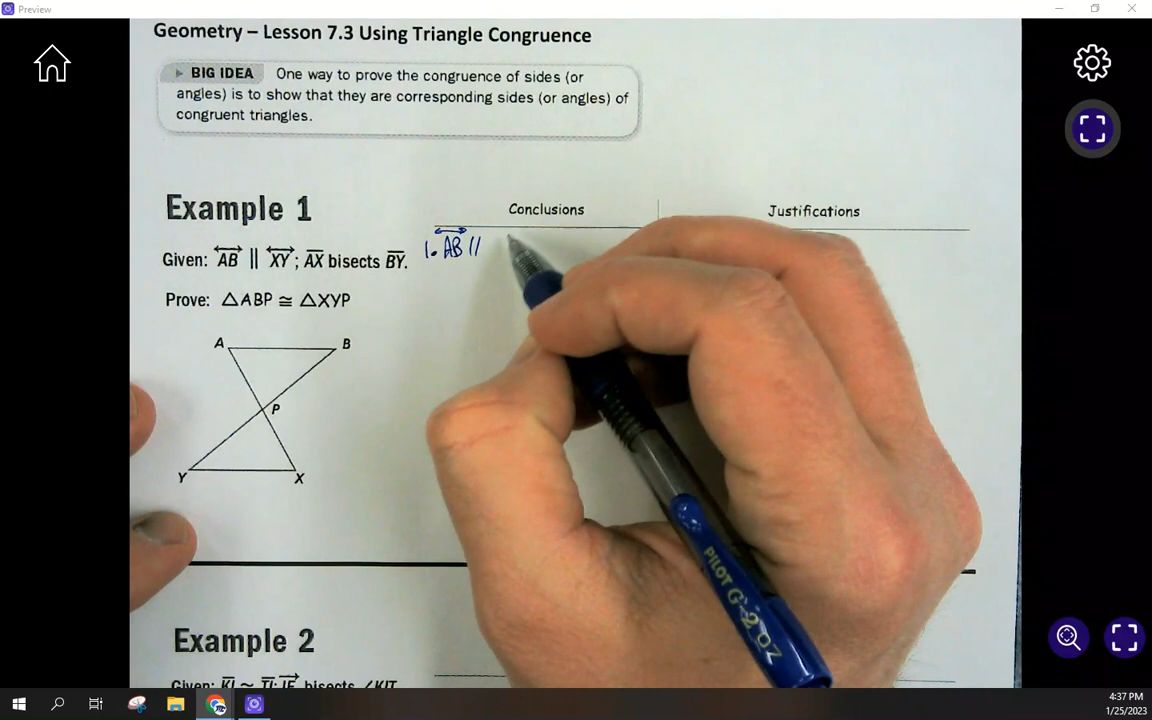 Preview
Geometry – Lesson 7.3 Using Triangle Congruence
▸ BIG IDEA One way to prove the congruence of sides (or
angles) is to show that they are corresponding sides (or angles) of
congruent triangles.
Example 1
Conclusions
Justifications
Given: AB || XY; AX bisects BY.
1. AB //
Prove: △ABP ≅ △XYP
A
B
P
Y
X
PILOT G-2 07
Example 2
4:37 PM
1/25/2023